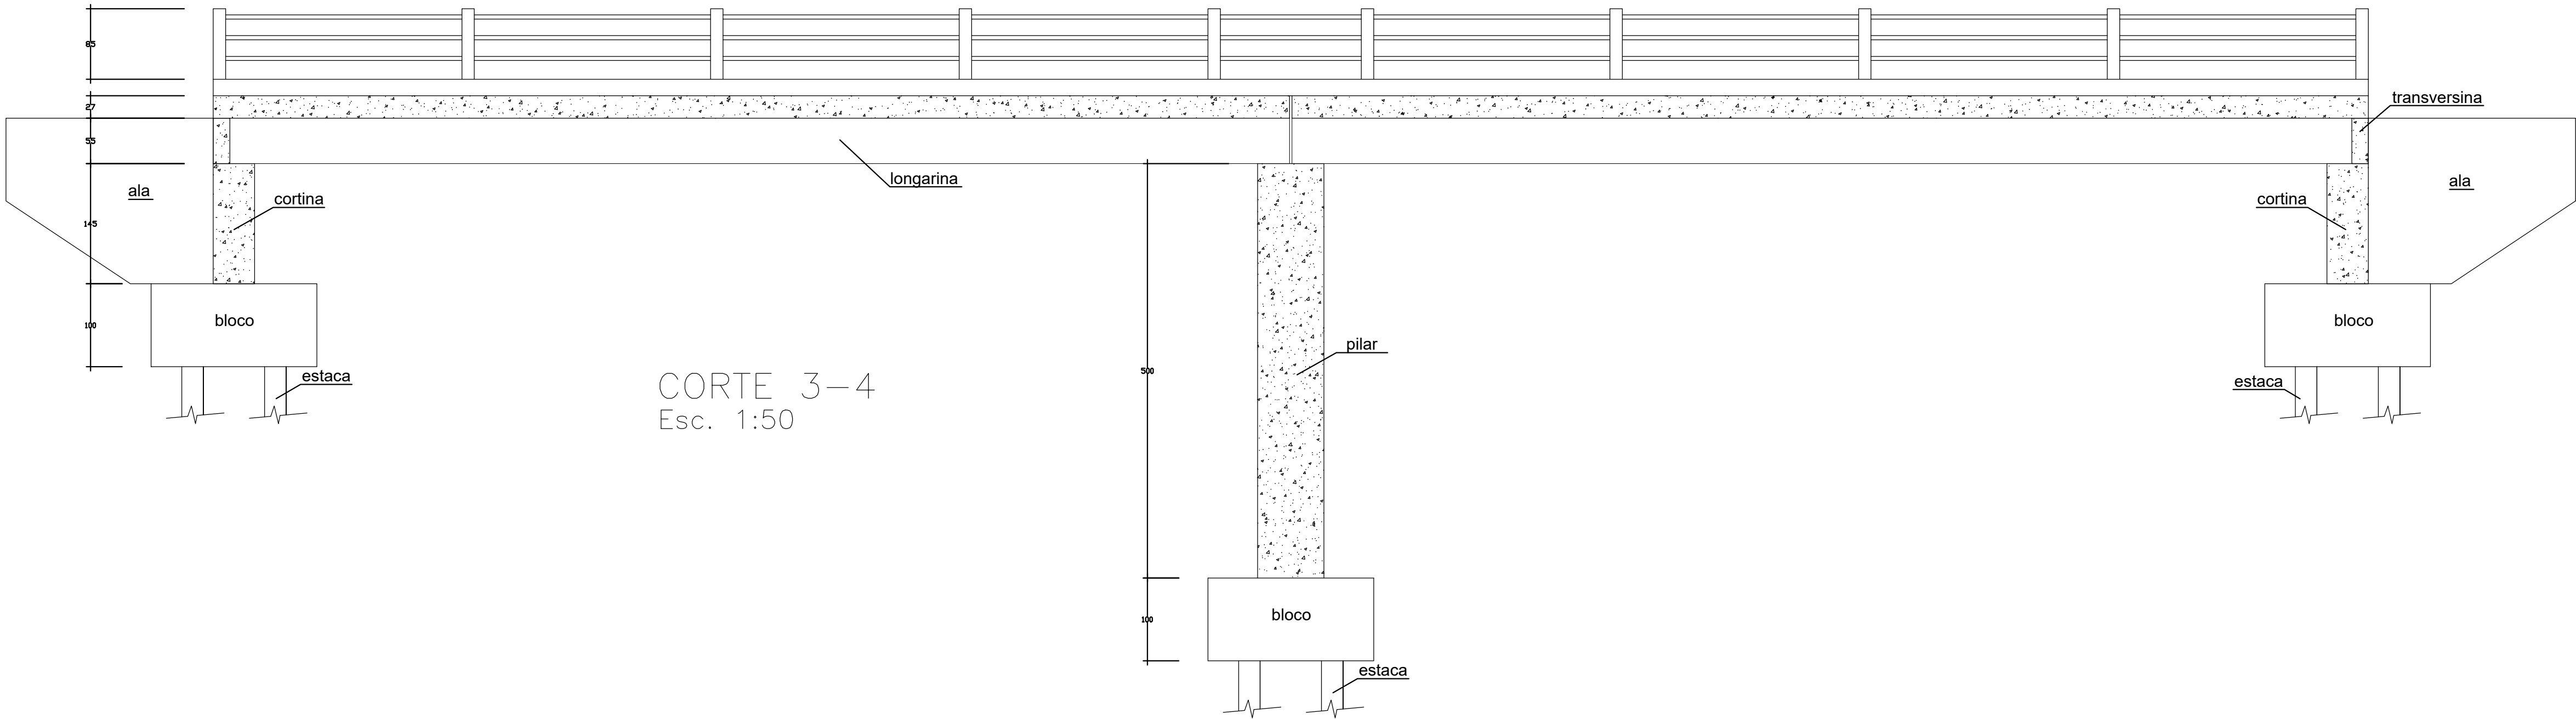 85
27
transversina
55
longarina
ala
ala
cortina
cortina
145
bloco
bloco
100
pilar
500
estaca
estaca
CORTE 3-4
Esc. 1:50
bloco
100
estaca